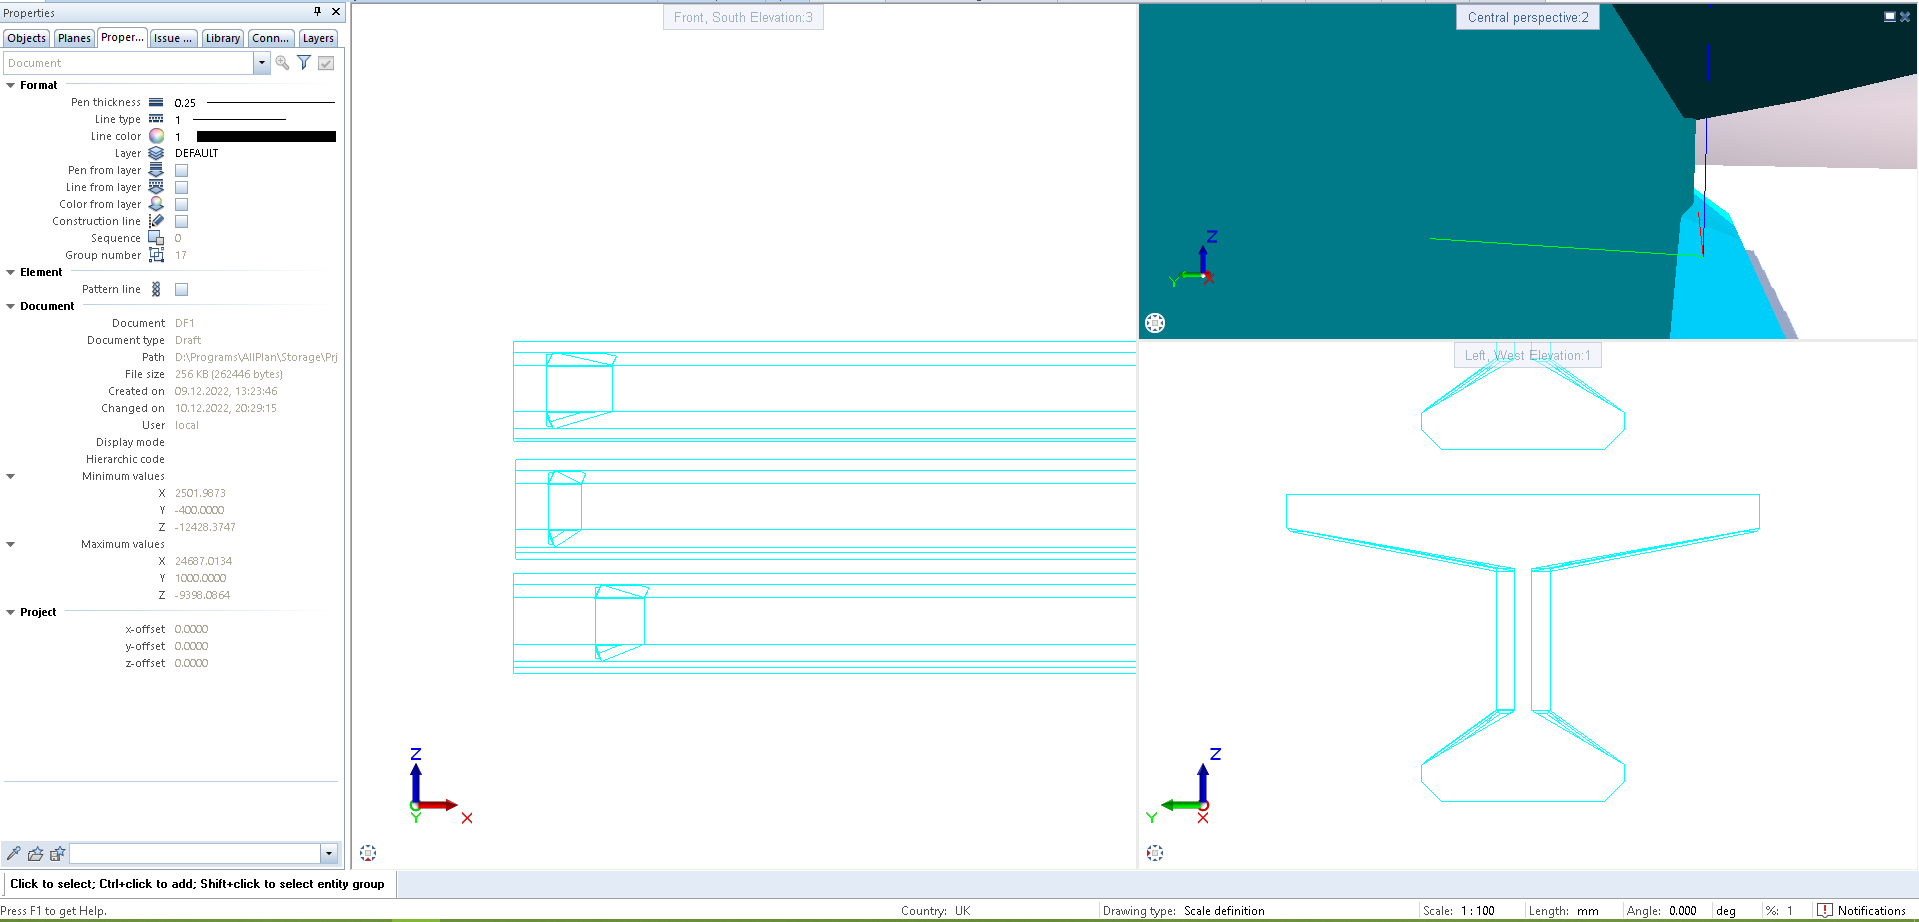 Properties
Objects Planes Proper... Issue ... Library Conn... Layers
Document
Format
Pen thickness 0.25
Line type 1
Line color 1
Layer DEFAULT
Pen from layer
Line from layer
Color from layer
Construction line
Sequence 0
Group number 17
Element
Pattern line
Document
Document DF1
Document type Draft
Path D:\Programs\AllPlan\Storage\Prj
File size 256 KB (262446 bytes)
Created on 09.12.2022, 13:23:46
Changed on 10.12.2022, 20:29:15
User local
Display mode
Hierarchic code
Minimum values
X 2501.9873
Y -400.0000
Z -12428.3747
Maximum values
X 24687.0134
Y 1000.0000
Z -9398.0864
Project
x-offset 0.0000
y-offset 0.0000
z-offset 0.0000
Front, South Elevation:3
Z
Y
X
Central perspective:2
Z
Y
X
Left, West Elevation:1
Z
Y
X
Click to select; Ctrl+click to add; Shift+click to select entity group
Press F1 to get Help. Country: UK Drawing type: Scale definition Scale: 1 : 100 Length: mm Angle: 0.000 deg %: 1 Notifications